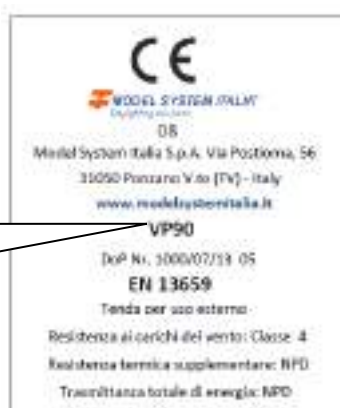 CE
MODEL SYSTEM ITALIA
08
Model System Italia S.p.A. Via Postioma, 56
31050 Ponzano V.to (TV) - Italy
www.modelsystemitalia.it
VP90
DoP Nr. 1000/07/13 05
EN 13659
Tenda per uso esterno
Resistenza ai carichi del vento: Classe 4
Resistenza termica supplementare: NPD
Trasmittanza totale di energia: NPD